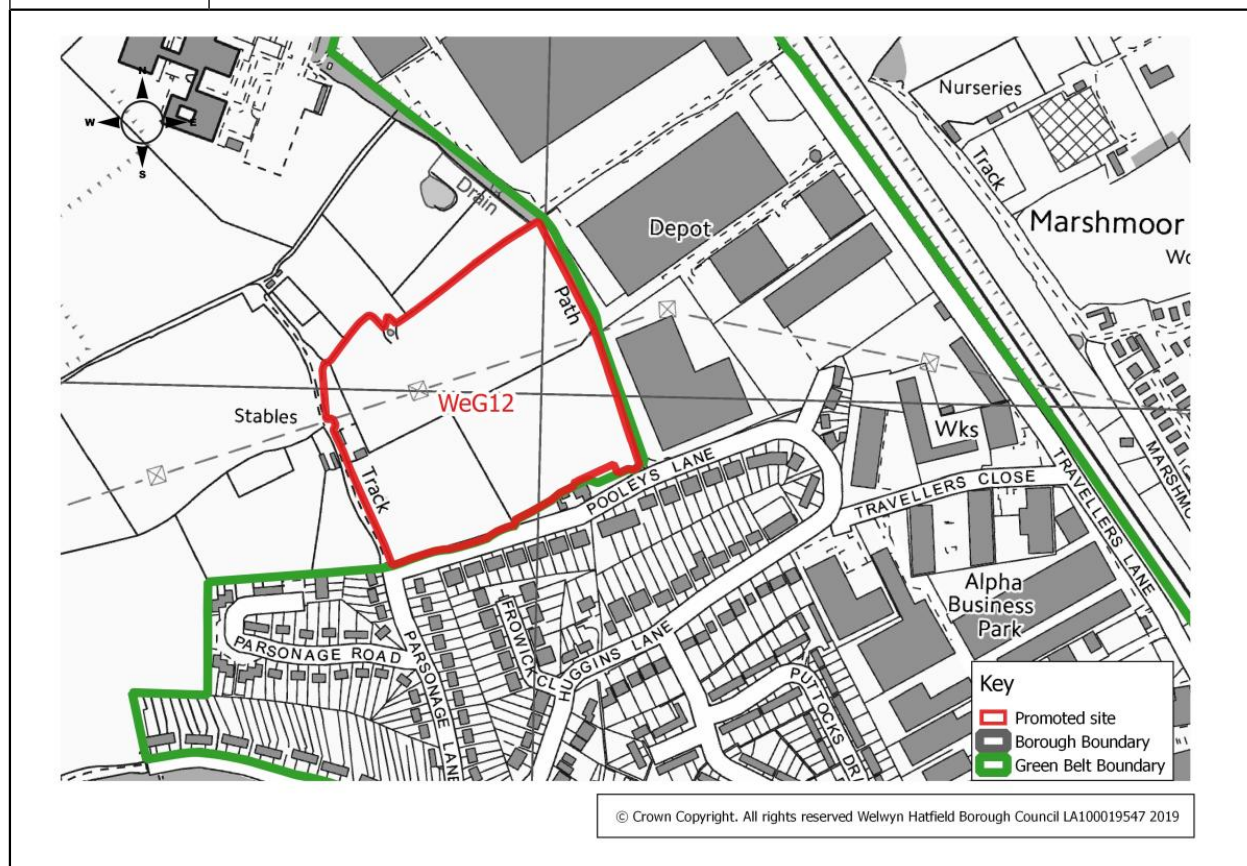 N
W
E
S
Nurseries
Track
Marshmoor
Wo
Drain
Depot
Path
WeG12
Stables
Track
Wks
POOLEYS LANE
TRAVELLERS CLOSE
TRAVELLERS LANE
MARSHMO
Alpha
Business
Park
PARSONAGE ROAD
PARSONAGE LANE
FROWICK CL
HUGGINS LANE
PUTTOCKS DRI
Key
Promoted site
Borough Boundary
Green Belt Boundary
© Crown Copyright. All rights reserved Welwyn Hatfield Borough Council LA100019547 2019